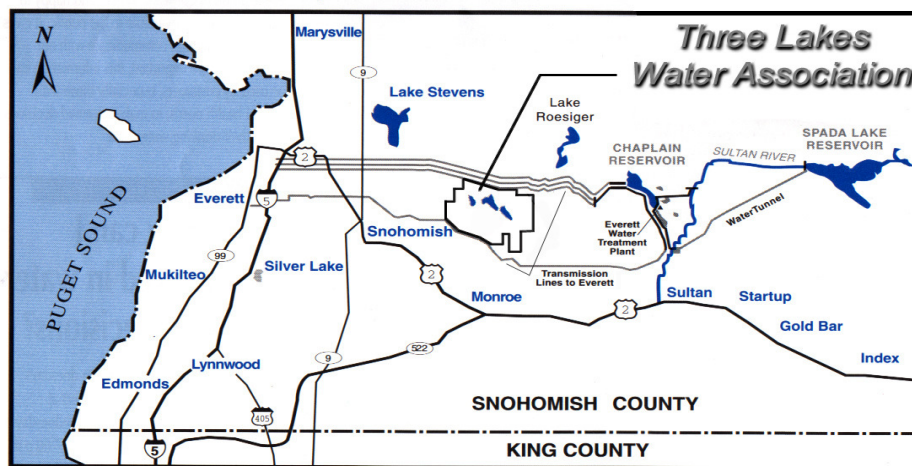 Three Lakes
Water Association
N
Marysville
9
Lake Stevens
Lake
Roesiger
CHAPLAIN
RESERVOIR
SULTAN RIVER
SPADA LAKE
RESERVOIR
2
Everett
5
Snohomish
Everett
Water
Treatment
Plant
WaterTunnel
PUGET SOUND
99
Mukilteo
Silver Lake
2
Transmission
Lines to Everett
Monroe
2
Sultan
Startup
Gold Bar
Index
522
9
Lynnwood
Edmonds
405
5
SNOHOMISH COUNTY
KING COUNTY